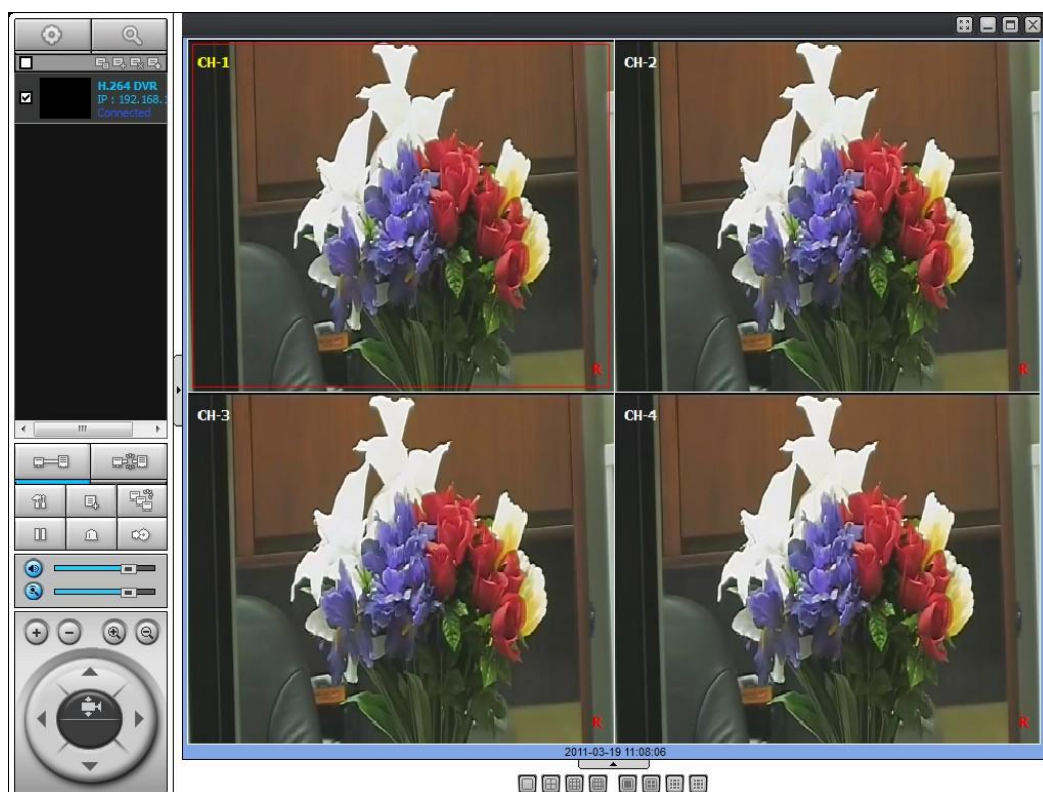 H.264 DVR
IP : 192.168.
Connected
CH-1
CH-2
R
R
CH-3
CH-4
R
R
2011-03-19 11:08:06